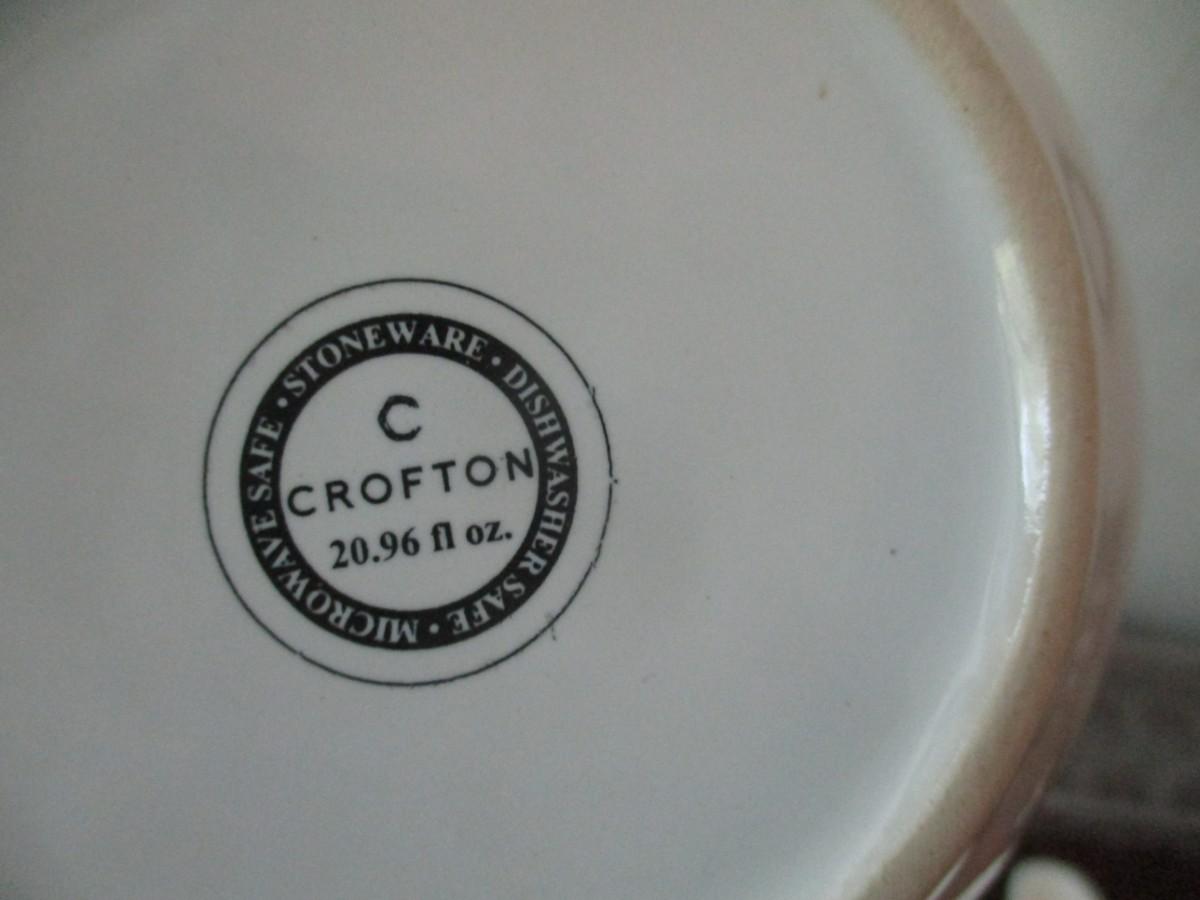 STONEWARE • DISHWASHER SAFE • MICROWAVE SAFE •
C
CROFTON
20.96 fl oz.